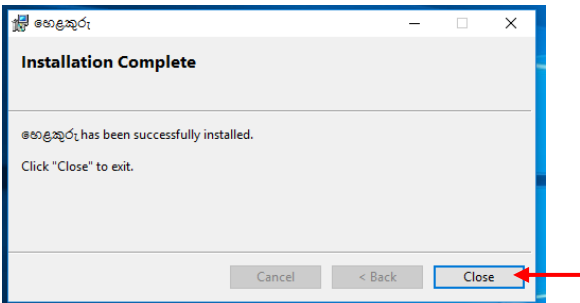 හෙළකුරු
Installation Complete
හෙළකුරු has been successfully installed.
Click "Close" to exit.
Cancel
< Back
Close